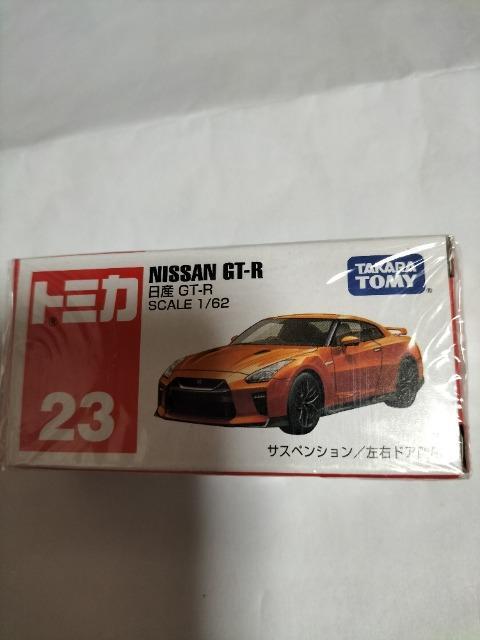 トミカ
23
NISSAN GT-R
日産 GT-R
SCALE 1/62
TAKARA
TOMY
サスペンション/左右ドア